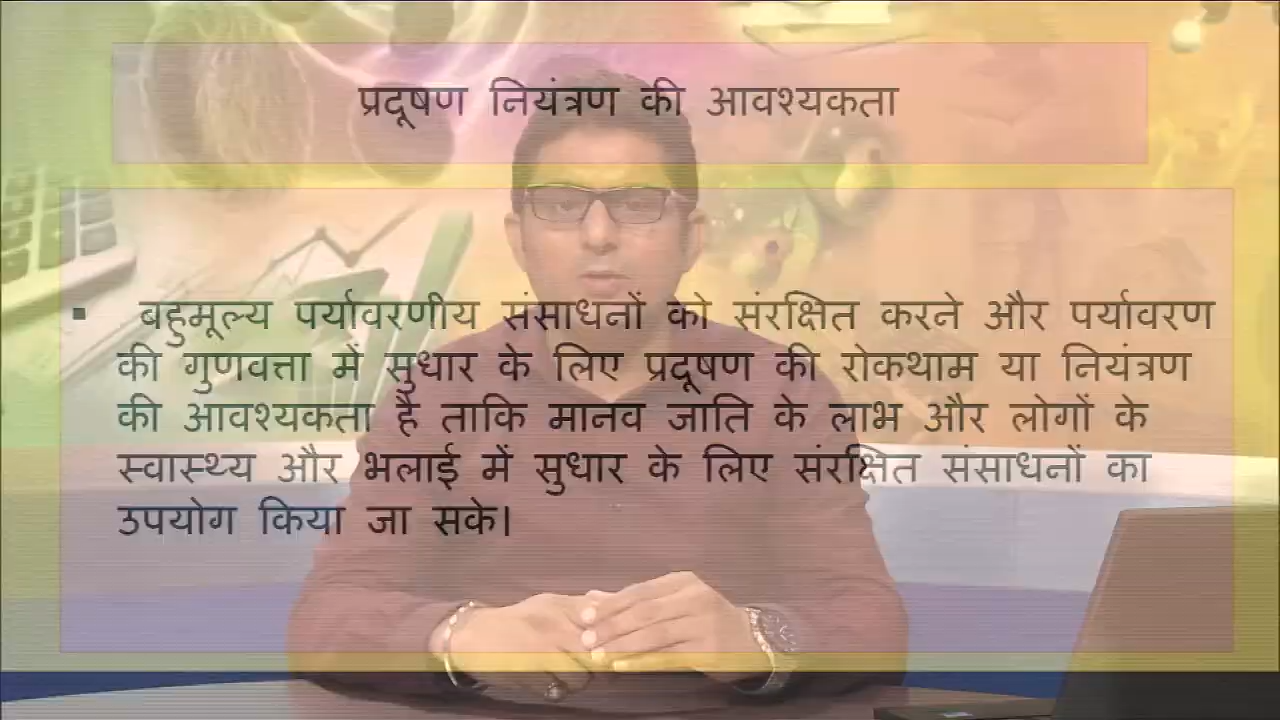 प्रदूषण नियंत्रण की आवश्यकता
▪ बहुमूल्य पर्यावरणीय संसाधनों को संरक्षित करने और पर्यावरण
की गुणवत्ता में सुधार के लिए प्रदूषण की रोकथाम या नियंत्रण
की आवश्यकता है ताकि मानव जाति के लाभ और लोगों के
स्वास्थ्य और भलाई में सुधार के लिए संरक्षित संसाधनों का
उपयोग किया जा सके।